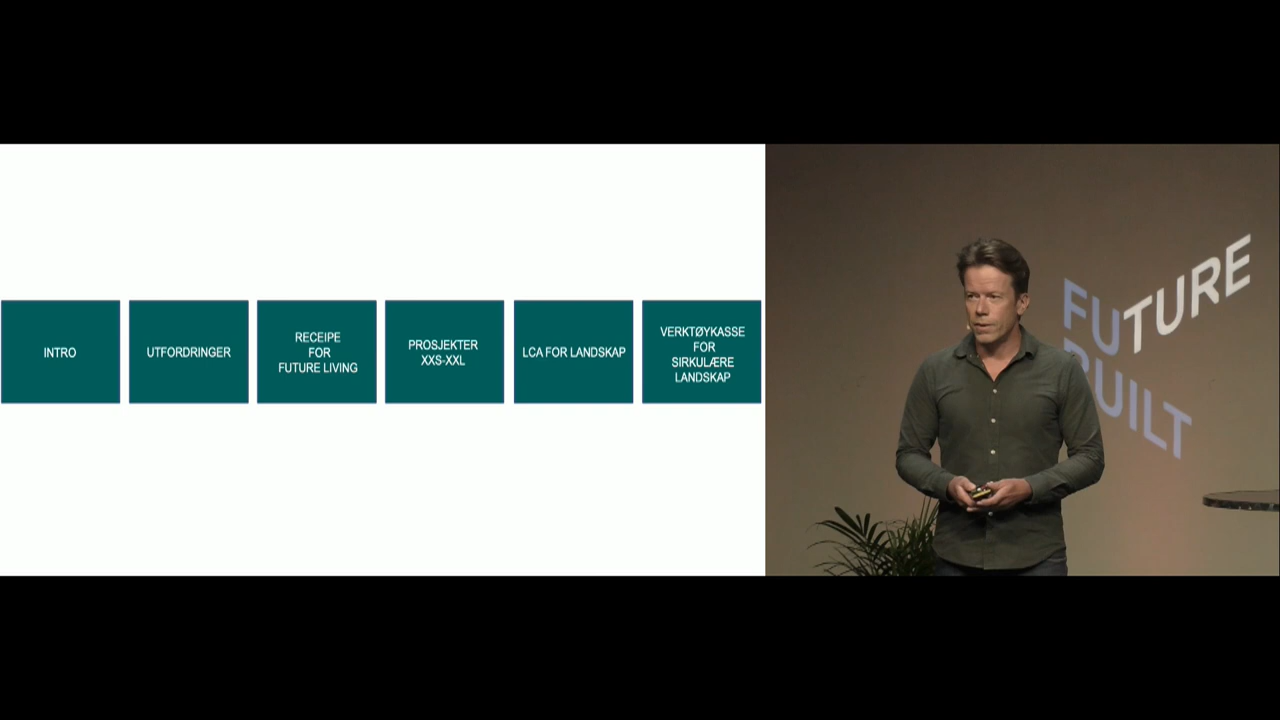 INTRO
UTFORDRINGER
RECEIPE
FOR
FUTURE LIVING
PROSJEKTER
XXS-XXL
LCA FOR LANDSKAP
VERKTØYKASSE
FOR
SIRKULÆRE
LANDSKAP
FUTURE
BUILT